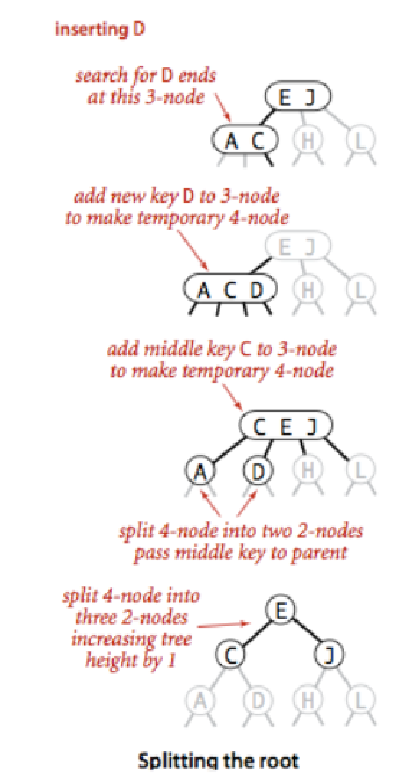 inserting D
search for D ends
at this 3-node
E J
A C H L
add new key D to 3-node
to make temporary 4-node
E J
A C D H L
add middle key C to 3-node
to make temporary 4-node
C E J
A D H L
split 4-node into two 2-nodes
pass middle key to parent
split 4-node into
three 2-nodes
increasing tree
height by 1
E
C J
A D H L
Splitting the root